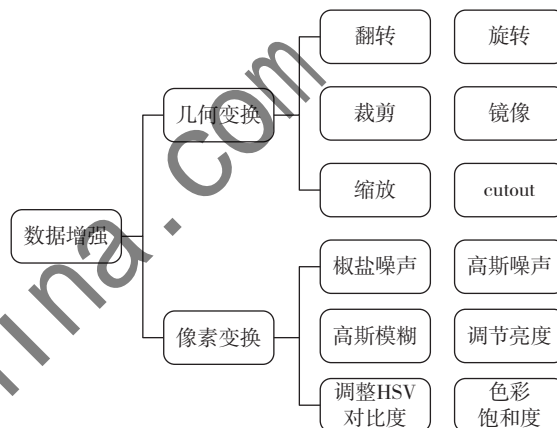 翻转
旋转
几何变换
裁剪
镜像
缩放
cutout
数据增强
椒盐噪声
高斯噪声
像素变换
高斯模糊
调节亮度
调整HSV
对比度
色彩
饱和度
ina.com